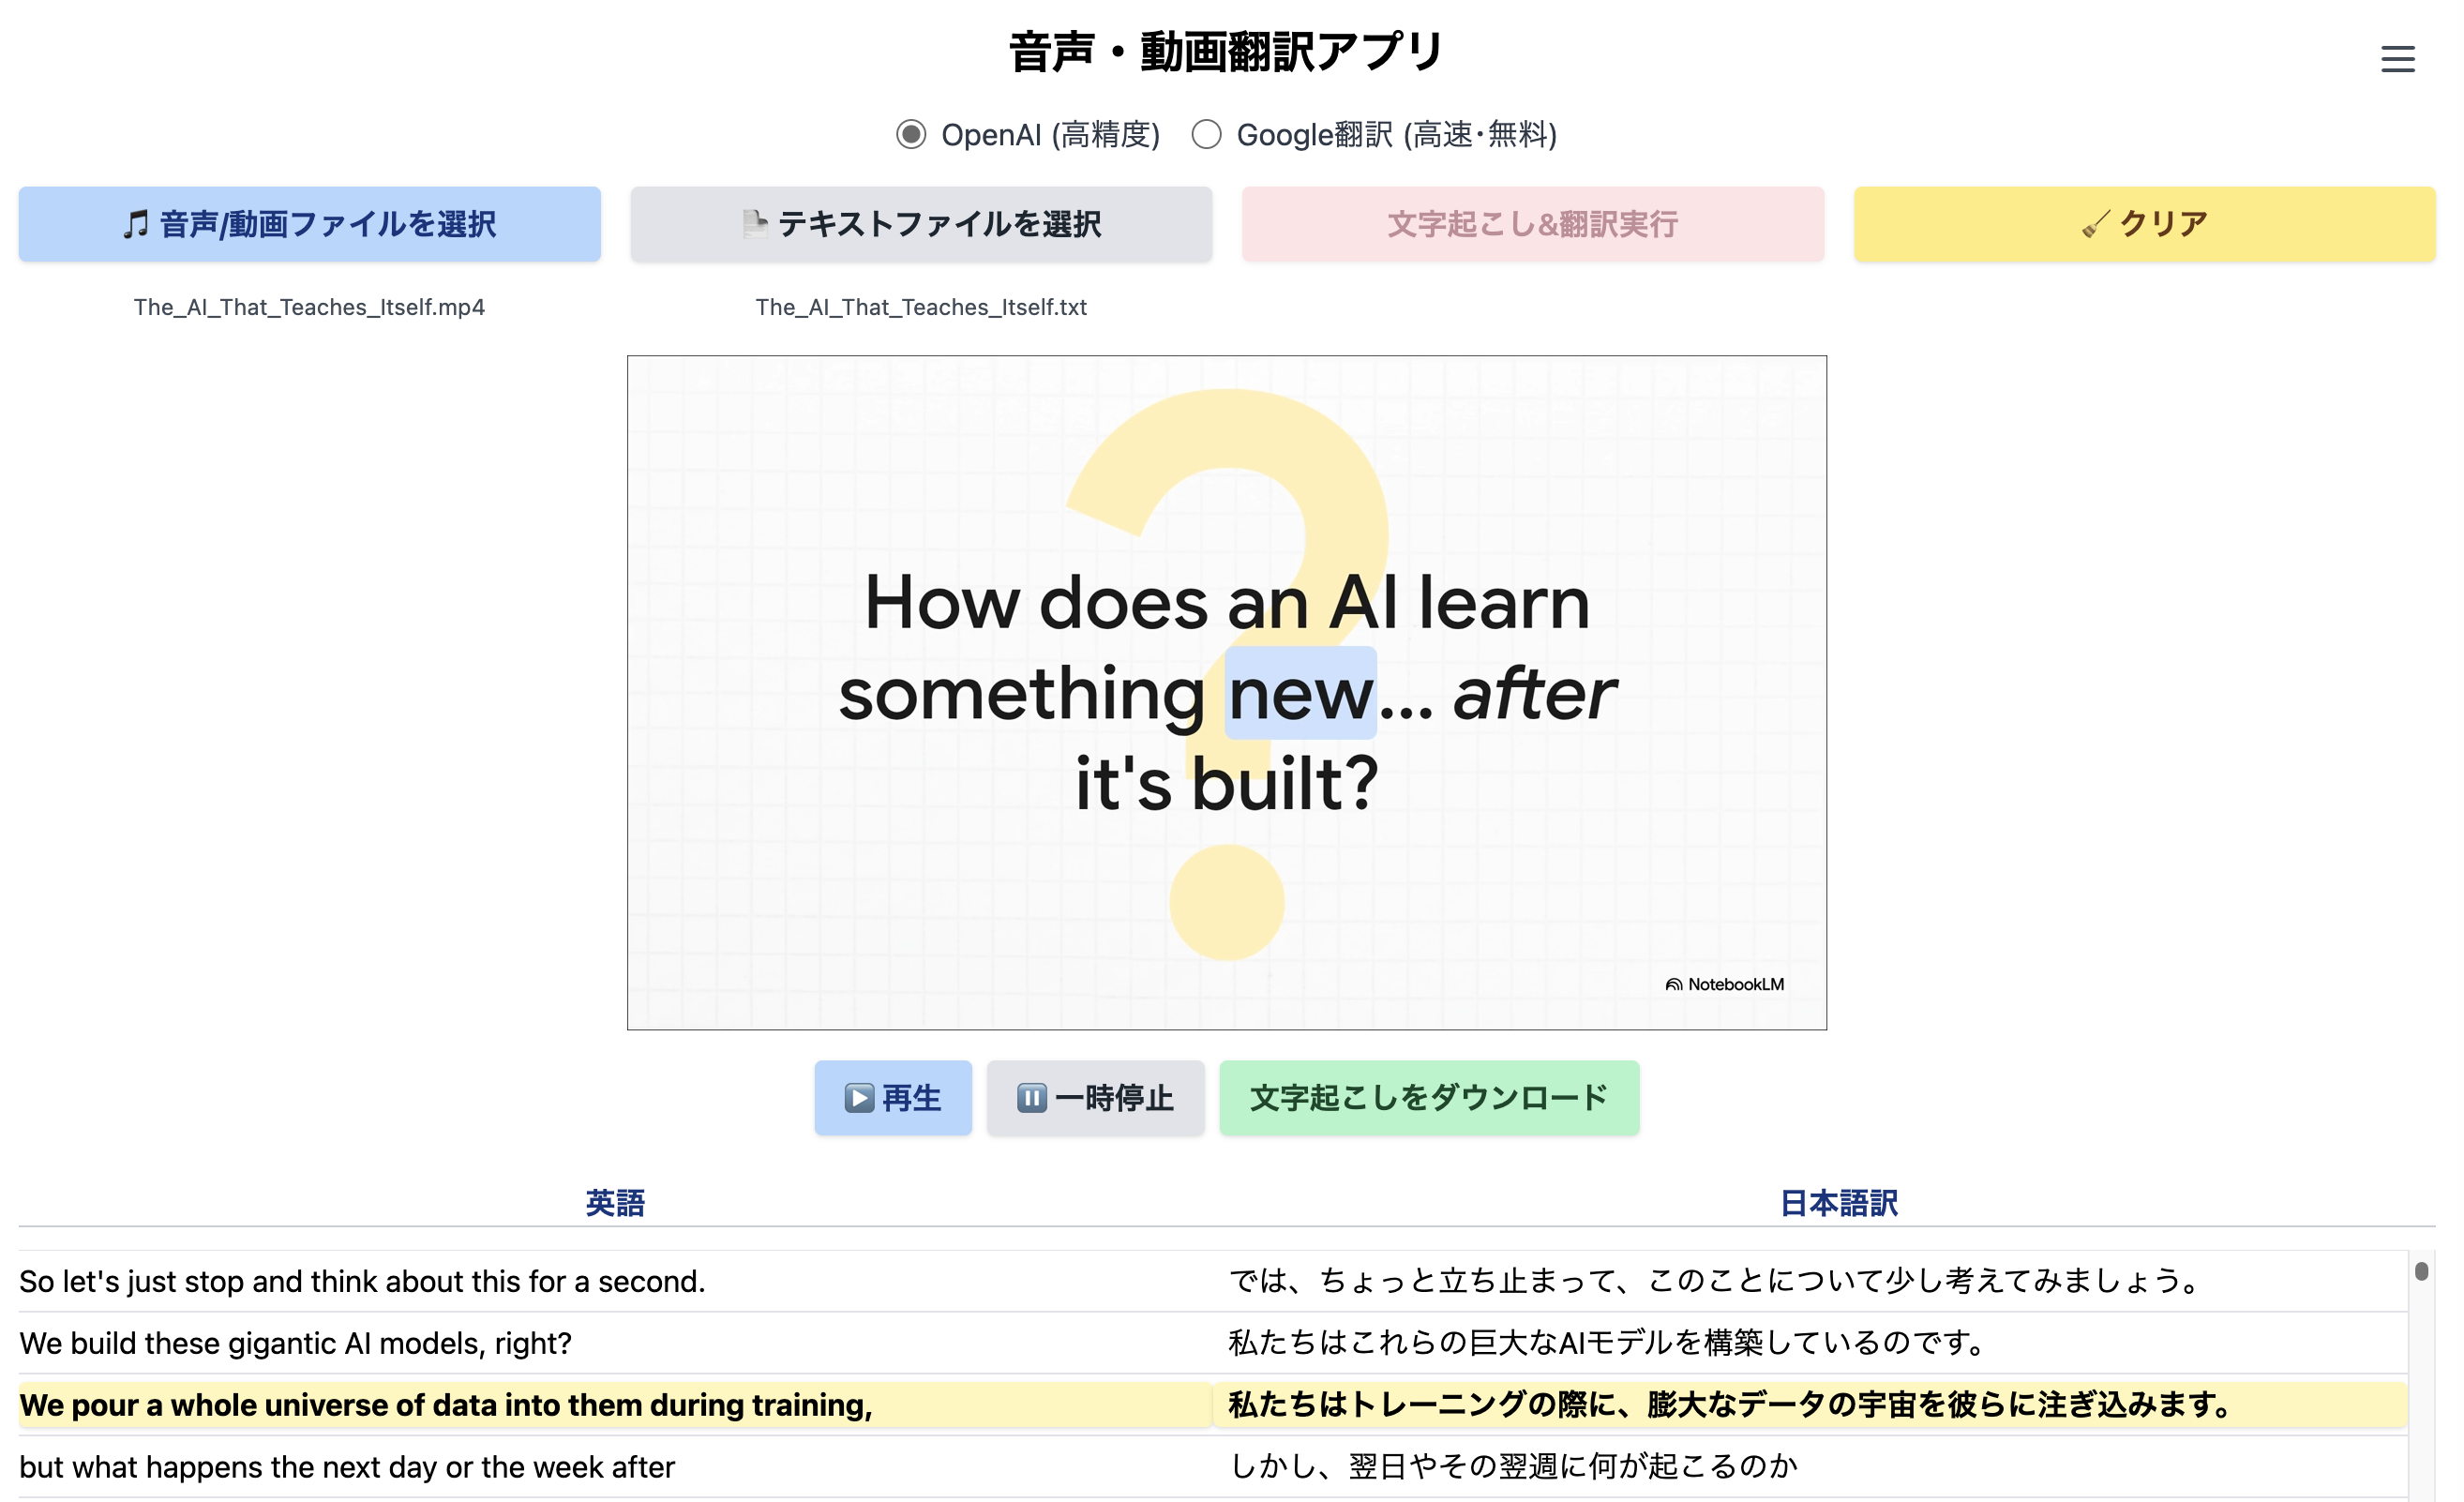 音声・動画翻訳アプリ
OpenAI (高精度) Google翻訳 (高速・無料)
🎵 音声/動画ファイルを選択
📄 テキストファイルを選択
文字起こし&翻訳実行
🧹 クリア
The_AI_That_Teaches_Itself.mp4
The_AI_That_Teaches_Itself.txt
How does an AI learn
something new... after
it's built?
NotebookLM
▶️ 再生
⏸️ 一時停止
文字起こしをダウンロード
英語
日本語訳
So let's just stop and think about this for a second.
では、ちょっと立ち止まって、このことについて少し考えてみましょう。
We build these gigantic AI models, right?
私たちはこれらの巨大なAIモデルを構築しているのです。
We pour a whole universe of data into them during training,
私たちはトレーニングの際に、膨大なデータの宇宙を彼らに注ぎ込みます。
but what happens the next day or the week after
しかし、翌日やその翌週に何が起こるのか